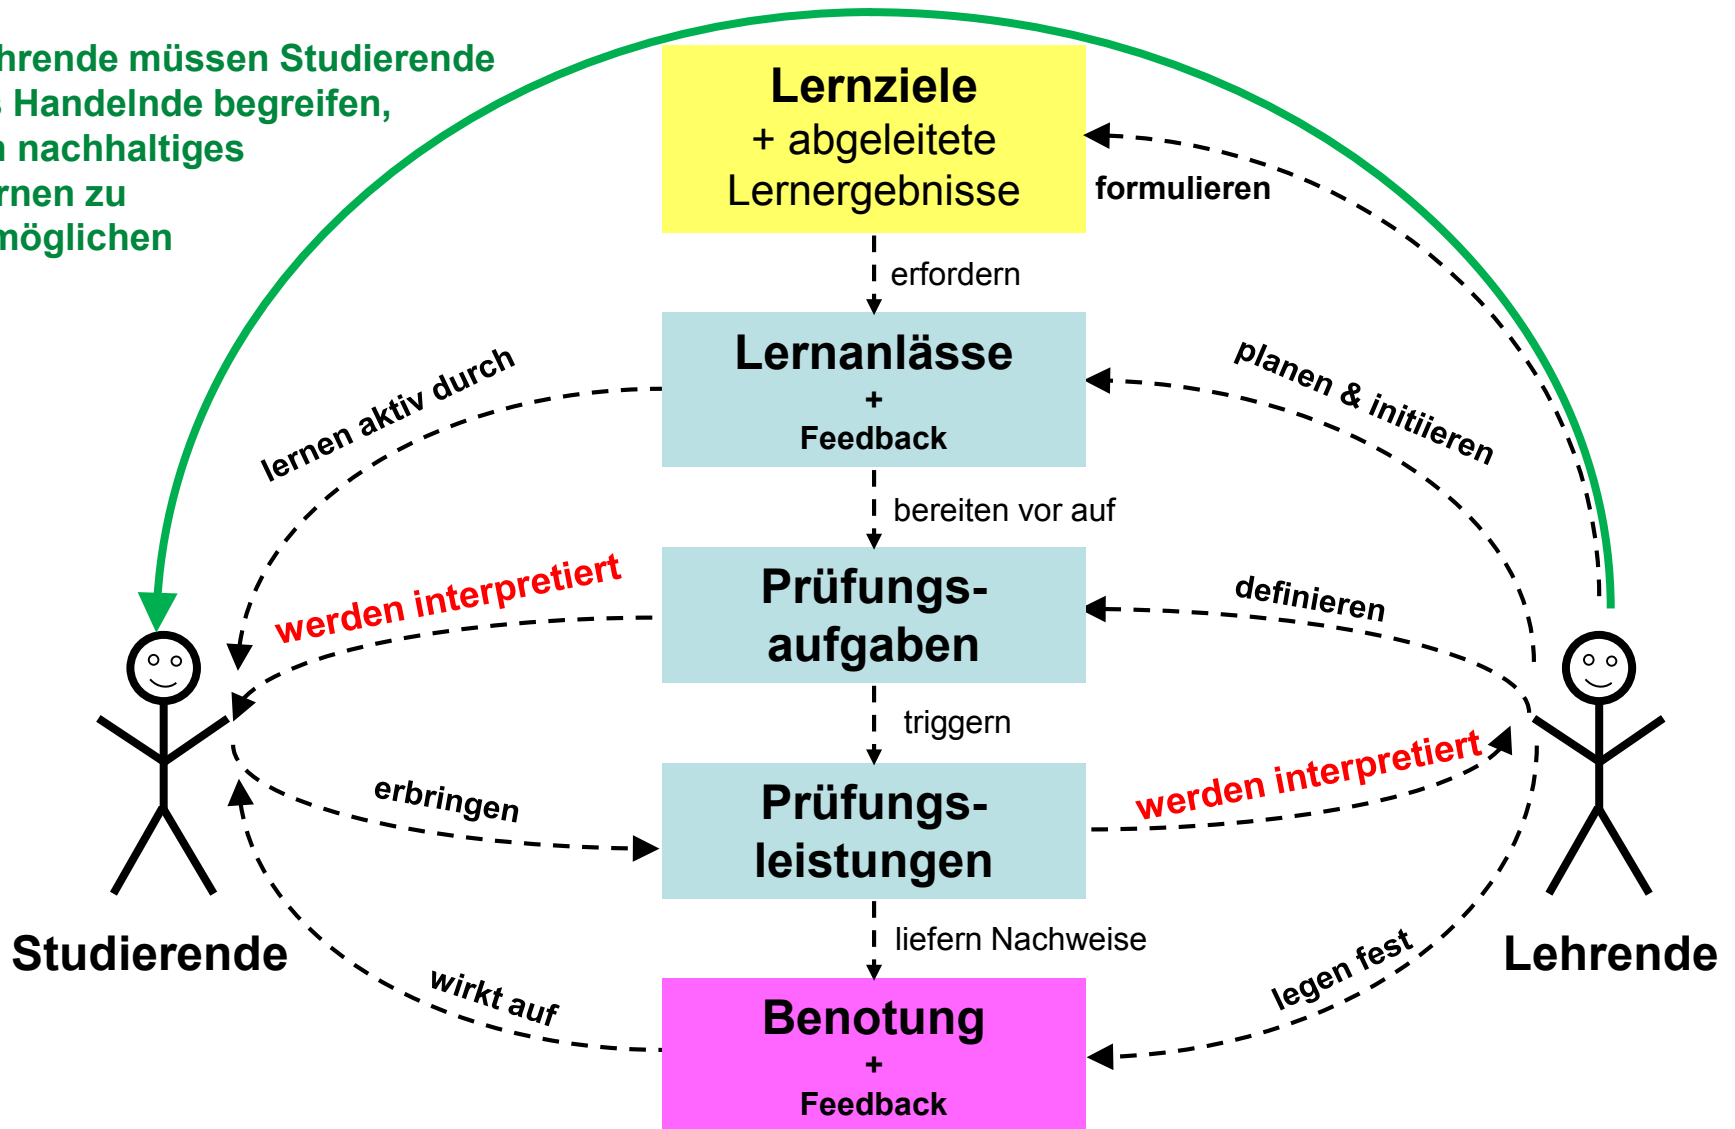 hrende müssen Studierende
s Handelnde begreifen,
nachhaltiges
rnen zu
möglichen
Lernziele
+ abgeleitete
Lernergebnisse
formulieren
erfordern
Lernanlässe
+
Feedback
lernen aktiv durch
planen & initiieren
bereiten vor auf
werden interpretiert
Prüfungs-
aufgaben
definieren
triggern
erbringen
Prüfungs-
leistungen
werden interpretiert
Studierende
liefern Nachweise
Lehrende
wirkt auf
legen fest
Benotung
+
Feedback